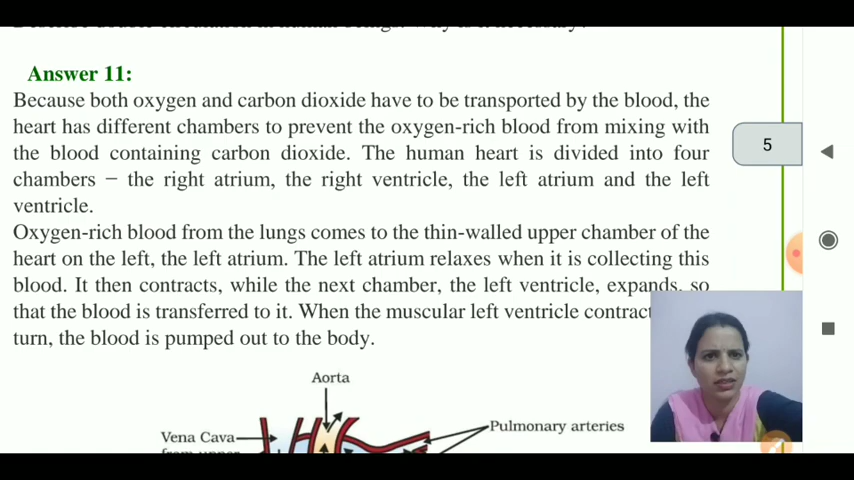 Answer 11:
Because both oxygen and carbon dioxide have to be transported by the blood, the
heart has different chambers to prevent the oxygen-rich blood from mixing with
the blood containing carbon dioxide. The human heart is divided into four
chambers − the right atrium, the right ventricle, the left atrium and the left
ventricle.
Oxygen-rich blood from the lungs comes to the thin-walled upper chamber of the
heart on the left, the left atrium. The left atrium relaxes when it is collecting this
blood. It then contracts, while the next chamber, the left ventricle, expands, so
that the blood is transferred to it. When the muscular left ventricle contract
turn, the blood is pumped out to the body.
5
Aorta
Vena Cava
Pulmonary arteries